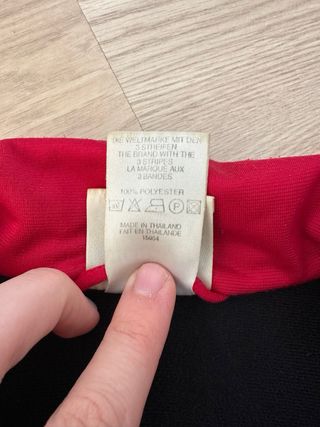 DIE WELTMARKE MIT DEN
3 STREIFEN
THE BRAND WITH THE
3 STRIPES
LA MARQUE AUX
3 BANDES
100% POLYESTER
P
MADE IN THAILAND
FAIT EN THAILANDE